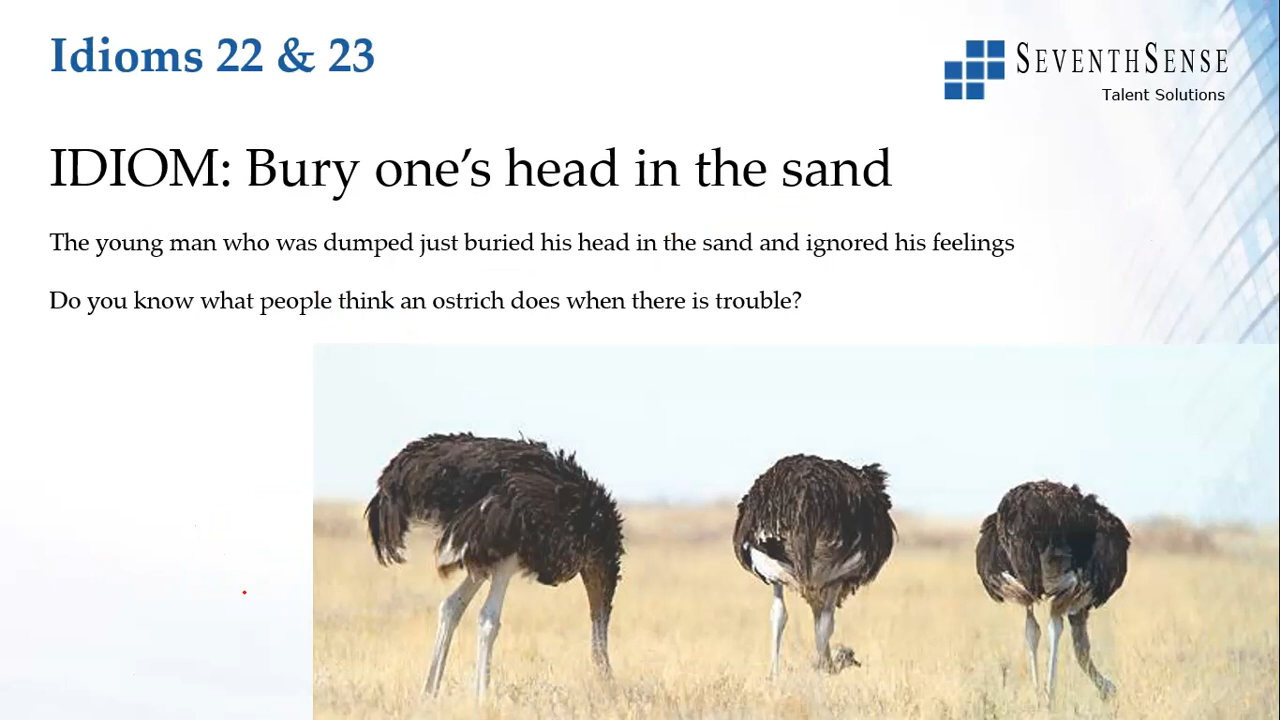 Idioms 22 & 23
SEVENTHSENSE
Talent Solutions
IDIOM: Bury one’s head in the sand
The young man who was dumped just buried his head in the sand and ignored his feelings
Do you know what people think an ostrich does when there is trouble?